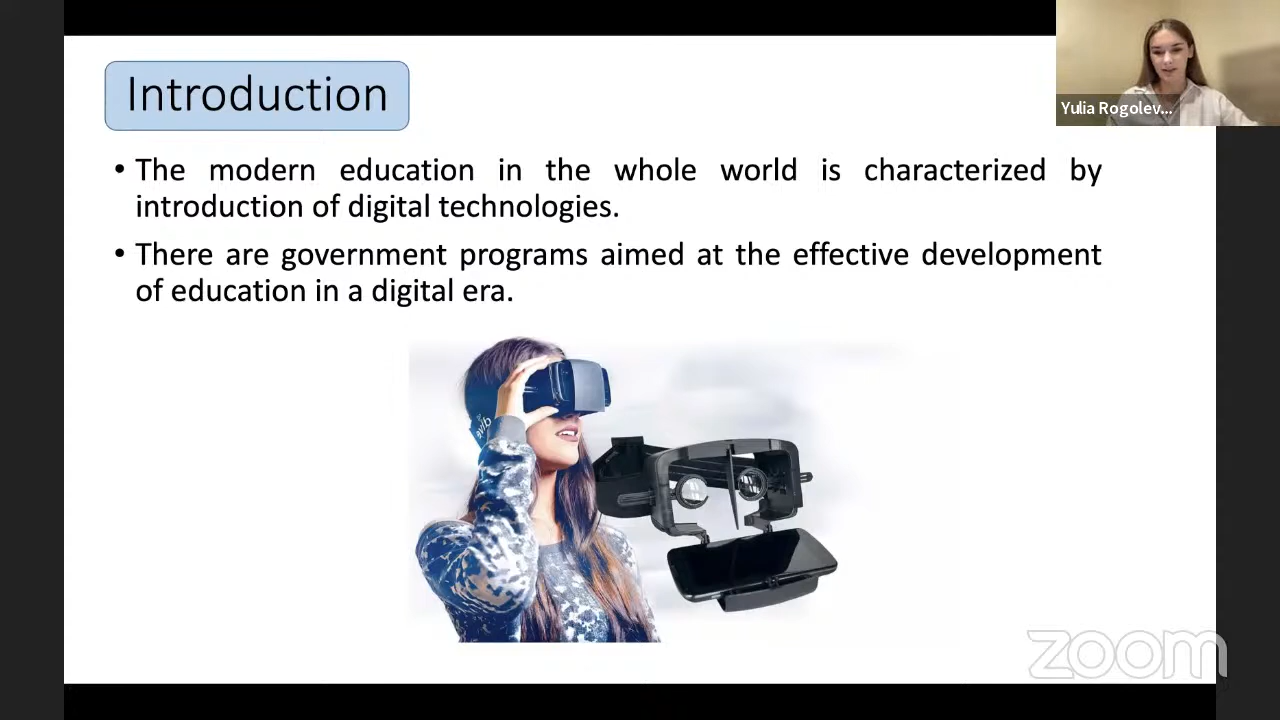 Introduction
Yulia Rogolev...
• The modern education in the whole world is characterized by
introduction of digital technologies.
• There are government programs aimed at the effective development
of education in a digital era.
zoom